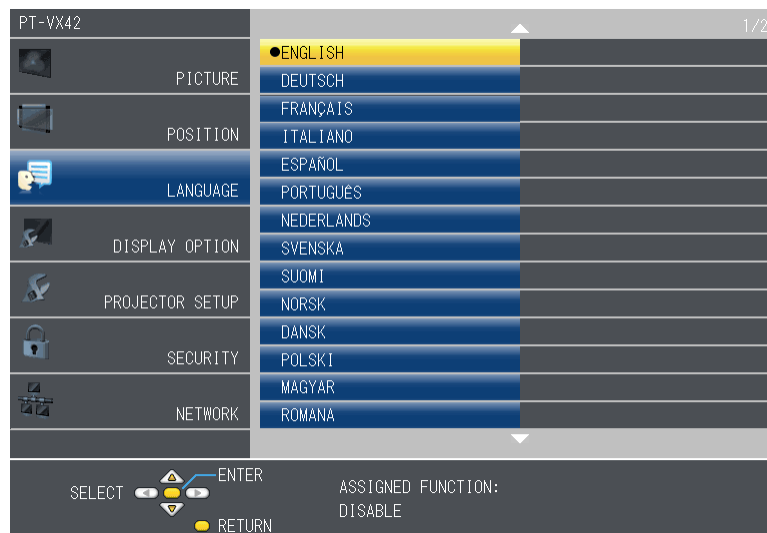 PT-VX42
1/2
PICTURE
POSITION
LANGUAGE
DISPLAY OPTION
PROJECTOR SETUP
SECURITY
NETWORK
●ENGLISH
DEUTSCH
FRANÇAIS
ITALIANO
ESPAÑOL
PORTUGUÊS
NEDERLANDS
SVENSKA
SUOMI
NORSK
DANSK
POLSKI
MAGYAR
ROMANA
SELECT
ENTER
RETURN
ASSIGNED FUNCTION:
DISABLE